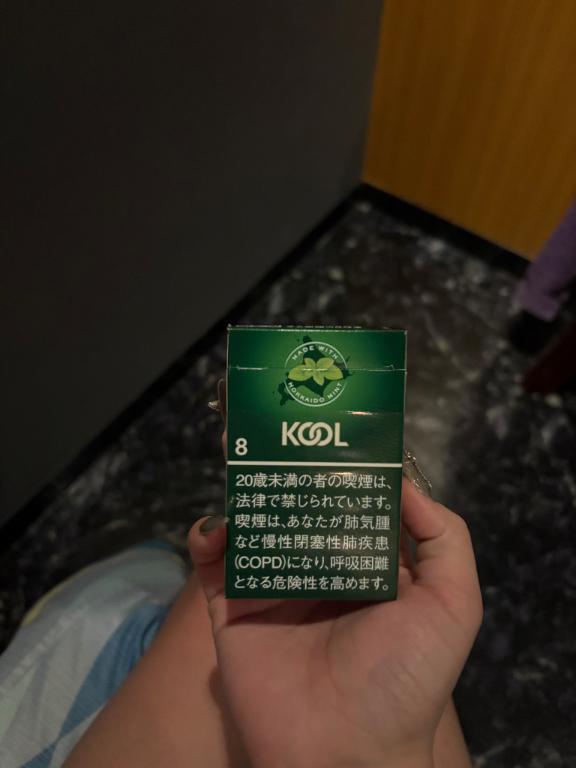 MADE WITH
HOKKAIDO MINT
KOOL
8
20歳未満の者の喫煙は、
法律で禁じられています。
喫煙は、あなたが肺気腫
など慢性閉塞性肺疾患
(COPD)になり、呼吸困難
となる危険性を高めます。